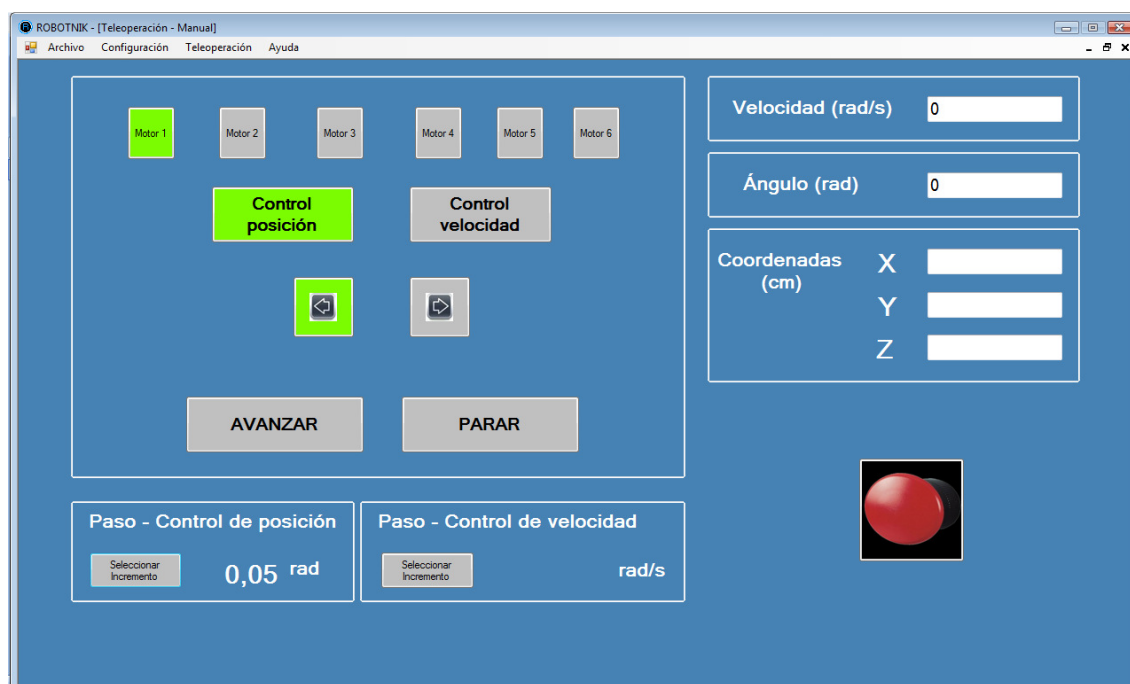 ROBOTNIK - [Teleoperación - Manual]
Archivo Configuración Teleoperación Ayuda
Motor 1 Motor 2 Motor 3 Motor 4 Motor 5 Motor 6
Control
posición
Control
velocidad
AVANZAR PARAR
Paso - Control de posición
Seleccionar
Incremento
0,05 rad
Paso - Control de velocidad
Seleccionar
Incremento
rad/s
Velocidad (rad/s) 0
Ángulo (rad) 0
Coordenadas
(cm)
X
Y
Z